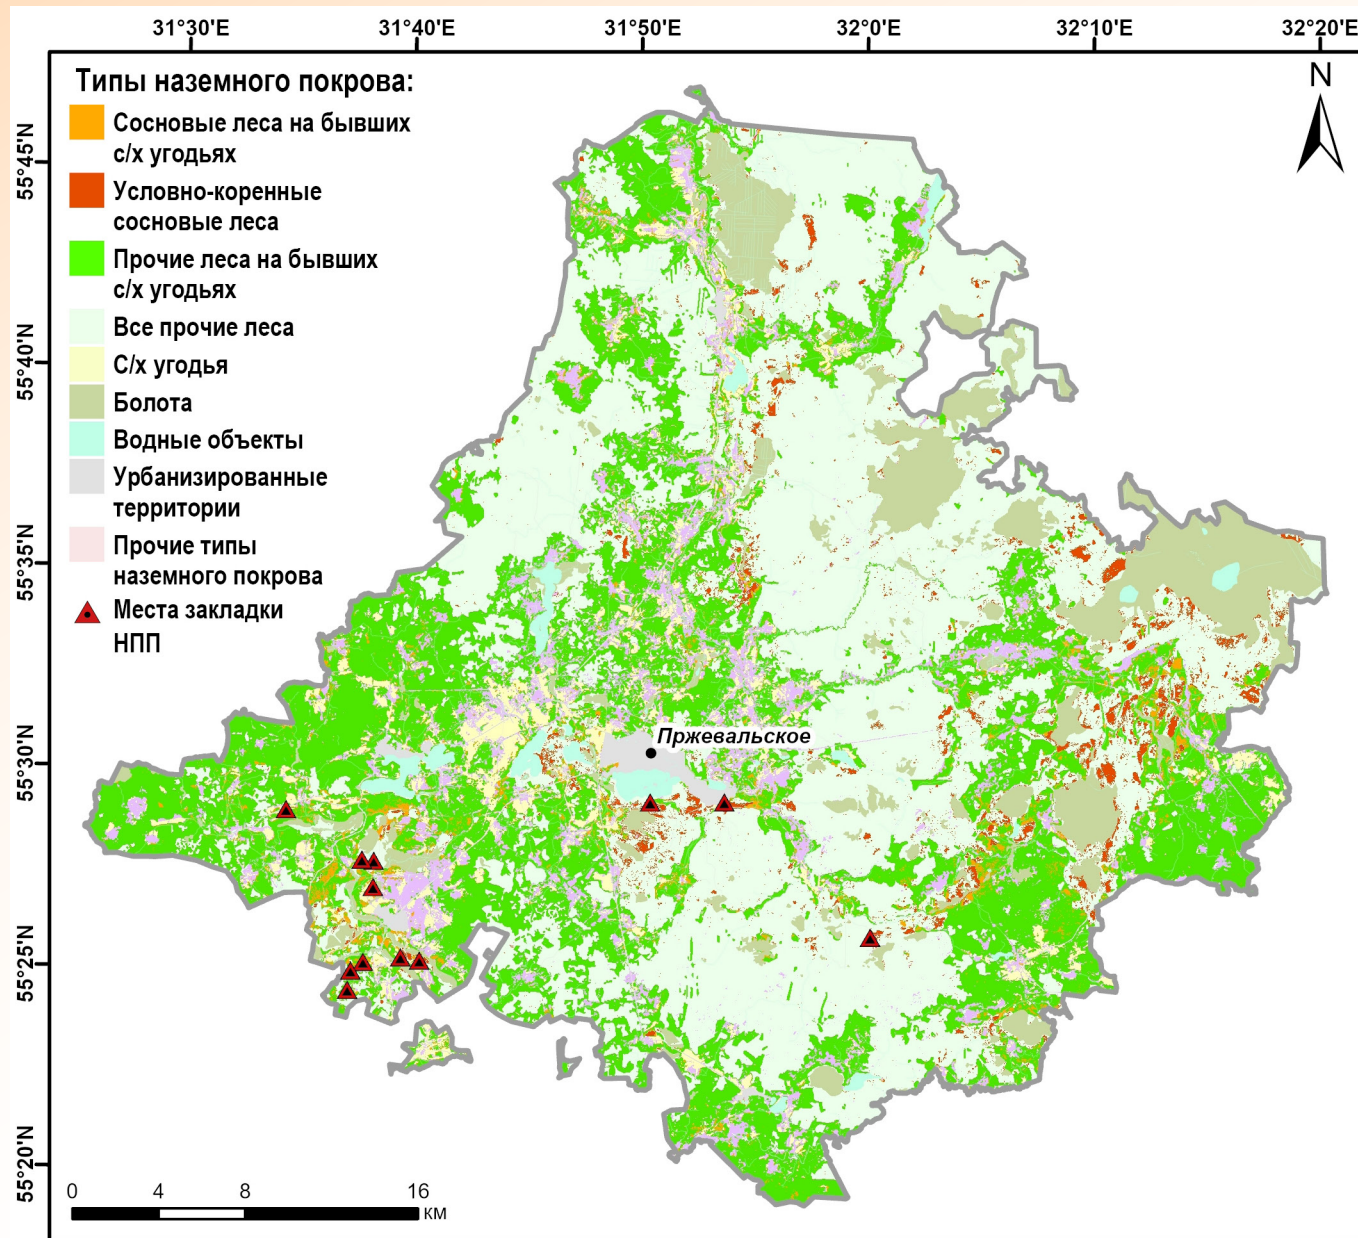 31°30'E 31°40'E 31°50'E 32°0'E 32°10'E 32°20'E
Типы наземного покрова:
Сосновые леса на бывших
с/х угодьях
Условно-коренные
сосновые леса
Прочие леса на бывших
с/х угодьях
Все прочие леса
С/х угодья
Болота
Водные объекты
Урбанизированные
территории
Прочие типы
наземного покрова
Места закладки
НПП
N
55°45'N
55°40'N
55°35'N
55°30'N
55°25'N
55°20'N
Пржевальское
0 4 8 16
КМ